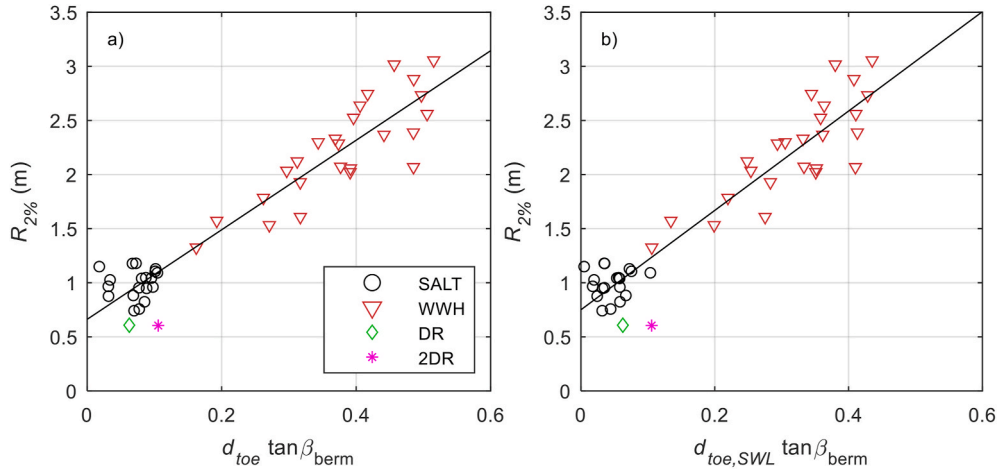 a)
3.5
3
2.5
2
1.5
1
0.5
0
R2% (m)
SALT
WWH
DR
2DR
0 0.2 0.4 0.6
dtoe tanβberm
b)
3.5
3
2.5
2
1.5
1
0.5
0
R2% (m)
0 0.2 0.4 0.6
dtoe,SWL tanβberm